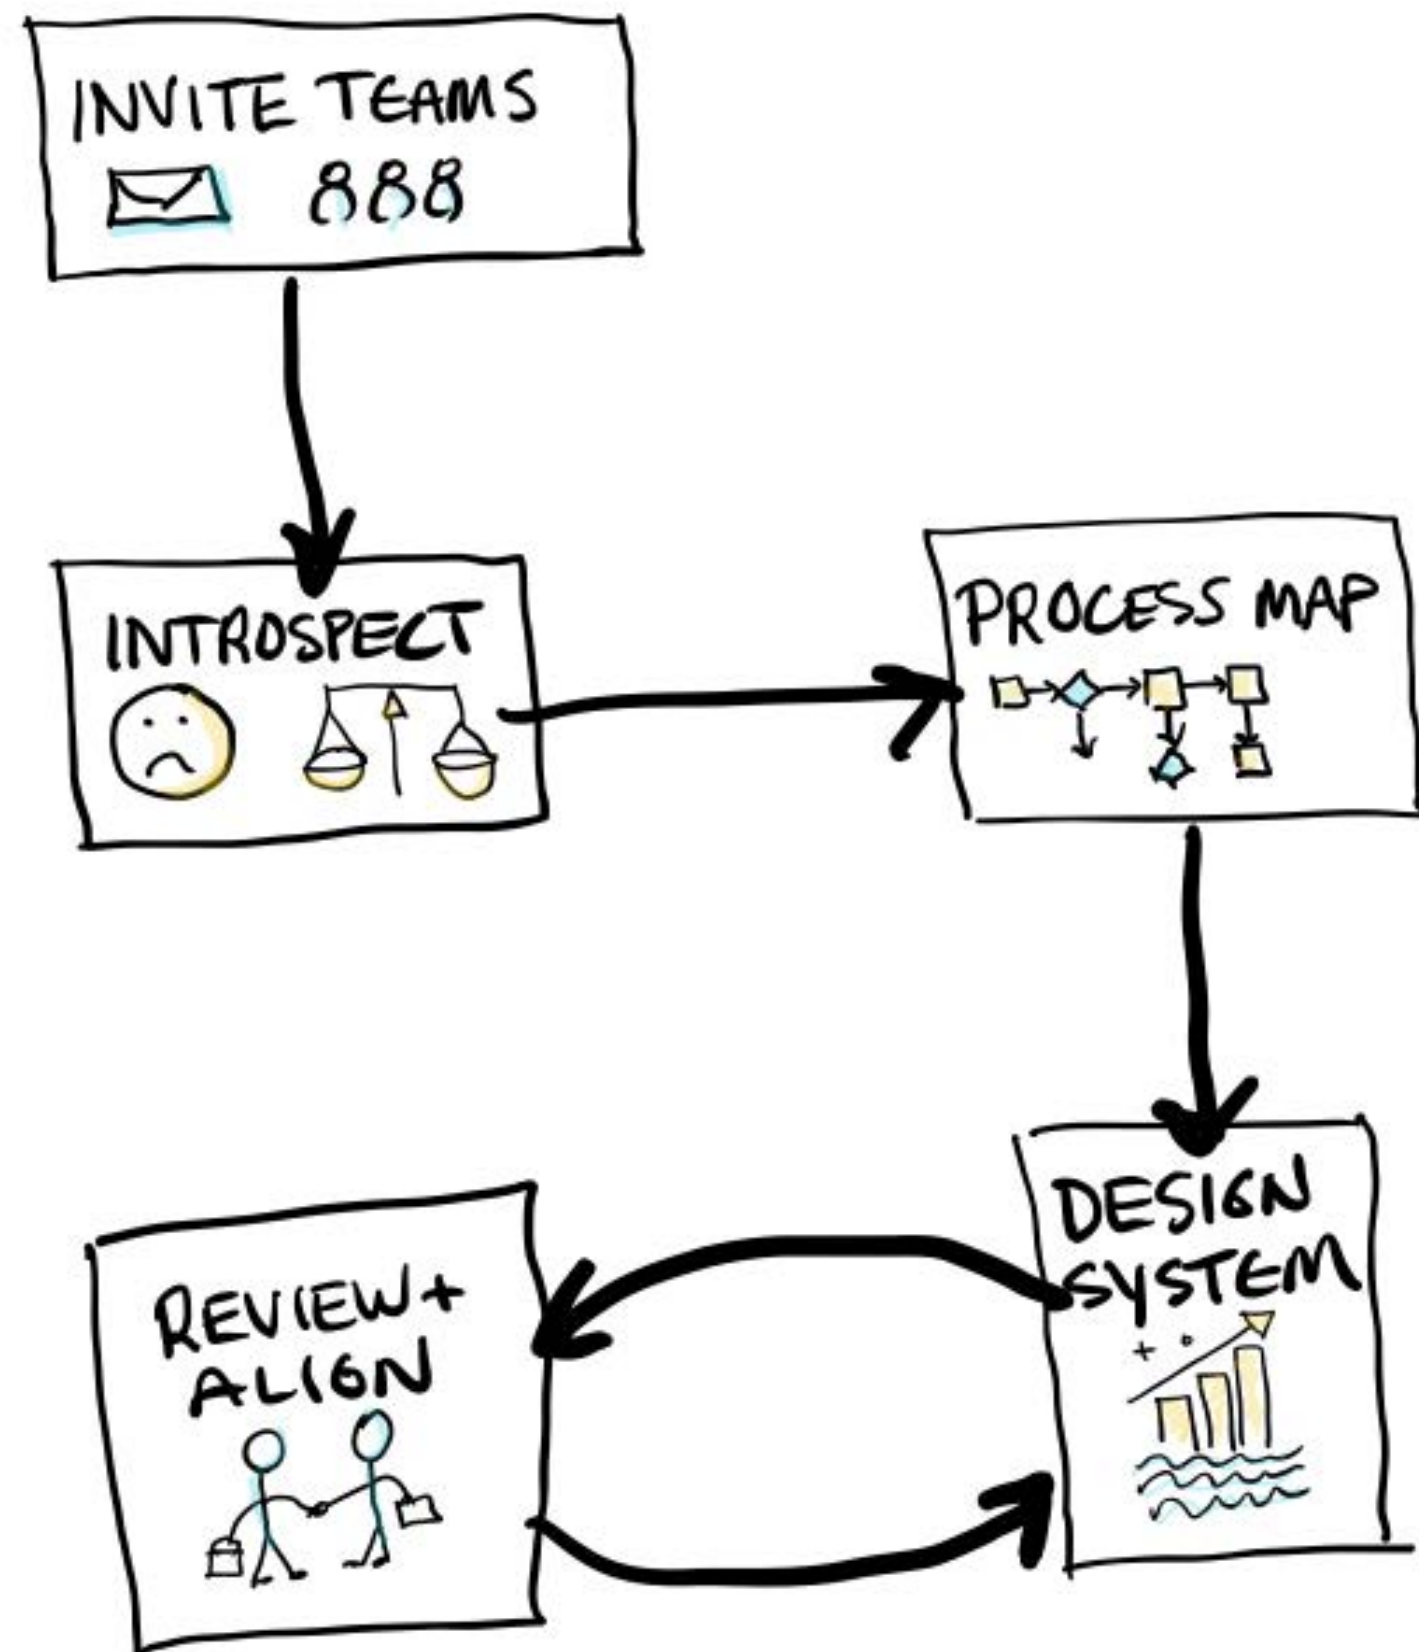 INVITE TEAMS
INTROSPECT
PROCESS MAP
DESIGN
SYSTEM
REVIEW +
ALIGN